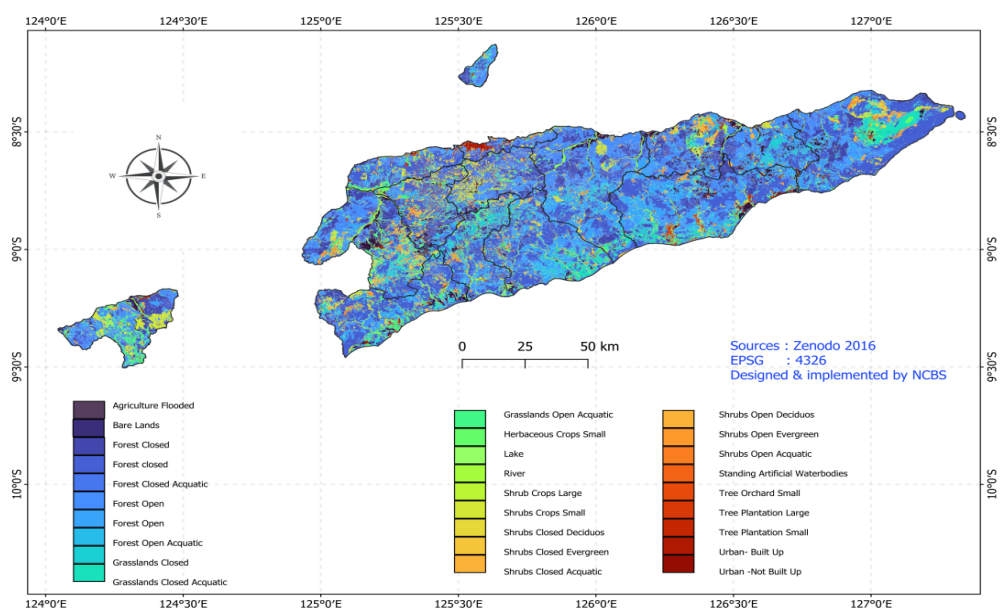 124°0'E 124°30'E 125°0'E 125°30'E 126°0'E 126°30'E 127°0'E
8°30'S 8°30'S
N
W E
S
9°0'S 9°0'S
0 25 50 km
Sources : Zenodo 2016
EPSG : 4326
Designed & implemented by NCBS
9°30'S 9°30'S
Agriculture Flooded
Bare Lands
Forest Closed
Forest closed
Forest Closed Acquatic
Forest Open
Forest Open
Forest Open Acquatic
Grasslands Closed
Grasslands Closed Acquatic
Grasslands Open Acquatic
Herbaceous Crops Small
Lake
River
Shrub Crops Large
Shrubs Crops Small
Shrubs Closed Deciduos
Shrubs Closed Evergreen
Shrubs Closed Acquatic
Shrubs Open Deciduos
Shrubs Open Evergreen
Shrubs Open Acquatic
Standing Artificial Waterbodies
Tree Orchard Small
Tree Plantation Large
Tree Plantation Small
Urban- Built Up
Urban -Not Built Up
10°0'S 10°0'S
124°0'E 124°30'E 125°0'E 125°30'E 126°0'E 126°30'E 127°0'E